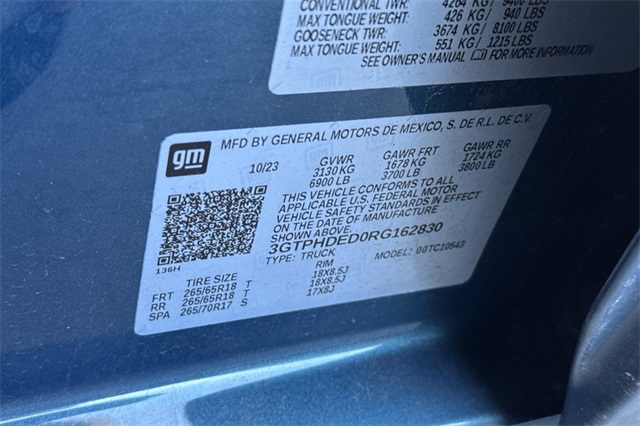 CONVENTIONAL TWR: 4264 KG/ 9400 LBS
MAX TONGUE WEIGHT: 426 KG/ 940 LBS
GOOSENECK TWR: 3674 KG/ 8100 LBS
MAX TONGUE WEIGHT: 551 KG/ 1215 LBS
SEE OWNER'S MANUAL FOR MORE INFORMATION
gm
MFD BY GENERAL MOTORS DE MEXICO, S. DE R.L. DE C.V.
10/23 GVWR GAWR FRT GAWR RR
3130 KG 1678 KG 1724 KG
6900 LB 3700 LB 3800 LB
THIS VEHICLE CONFORMS TO ALL
APPLICABLE U.S. FEDERAL MOTOR
VEHICLE SAFETY STANDARDS IN
EFFECT ON THE DATE OF MANUFACTURE
SHOWN ABOVE.
3GTPHDED0RG162830
TYPE: TRUCK MODEL: 00TC10543
136H
TIRE SIZE RIM
FRT 265/65R18 T 18X8.5J
RR 265/65R18 T 18X8.5J
SPA 265/70R17 S 17X8J